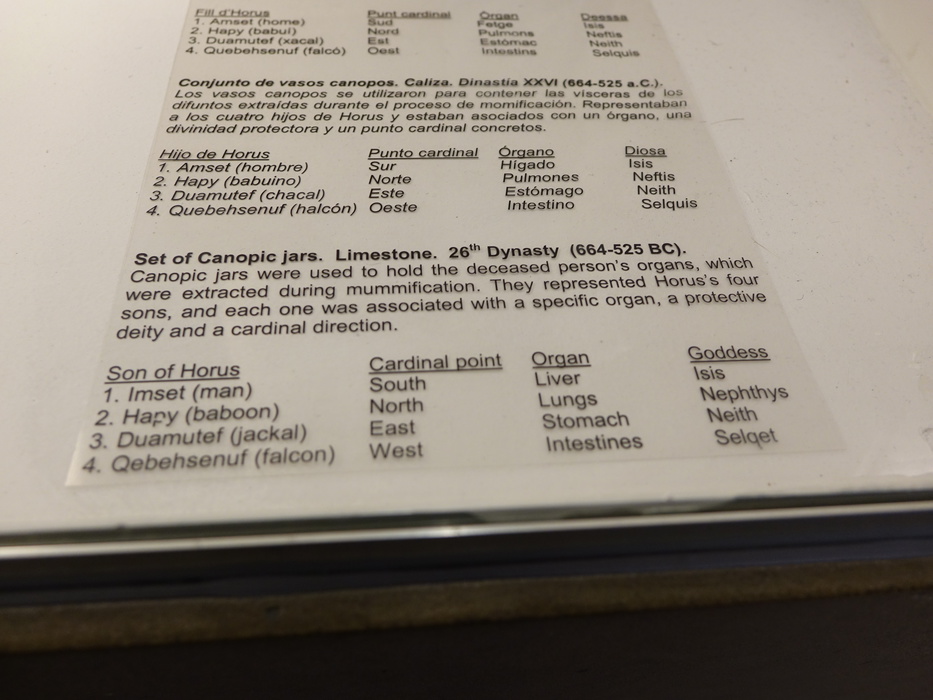 Fill d'Horus Punt cardinal Òrgan Deessa
1. Amset (home) Sud Fetge Isis
2. Hapy (babuí) Nord Pulmons Neftis
3. Duamutef (xacal) Est Estómac Neith
4. Quebehsenuf (falcó) Oest Intestins Selquis
Conjunto de vasos canopos. Caliza. Dinastía XXVI (664-525 a.C.).
Los vasos canopos se utilizaron para contener las vísceras de los
difuntos extraídas durante el proceso de momificación. Representaban
a los cuatro hijos de Horus y estaban asociados con un órgano, una
divinidad protectora y un punto cardinal concretos.
Hijo de Horus Punto cardinal Órgano Diosa
1. Amset (hombre) Sur Hígado Isis
2. Hapy (babuino) Norte Pulmones Neftis
3. Duamutef (chacal) Este Estómago Neith
4. Quebehsenuf (halcón) Oeste Intestino Selquis
Set of Canopic jars. Limestone. 26th Dynasty (664-525 BC).
Canopic jars were used to hold the deceased person's organs, which
were extracted during mummification. They represented Horus's four
sons, and each one was associated with a specific organ, a protective
deity and a cardinal direction.
Son of Horus Cardinal point Organ Goddess
1. Imset (man) South Liver Isis
2. Hapy (baboon) North Lungs Nephthys
3. Duamutef (jackal) East Stomach Neith
4. Qebehsenuf (falcon) West Intestines Selqet